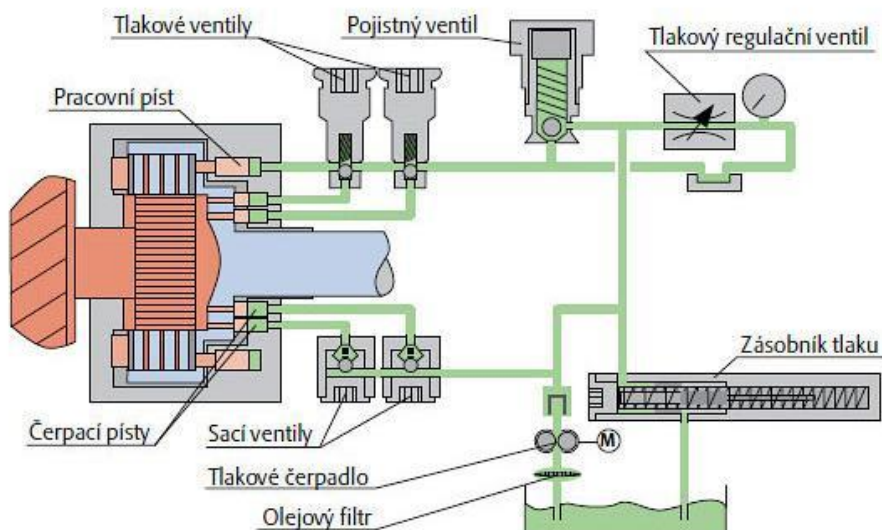 Tlakové ventily
Pojistný ventil
Tlakový regulační ventil
Pracovní píst
Zásobník tlaku
Čerpací písty
Sací ventily
M
Tlakové čerpadlo
Olejový filtr